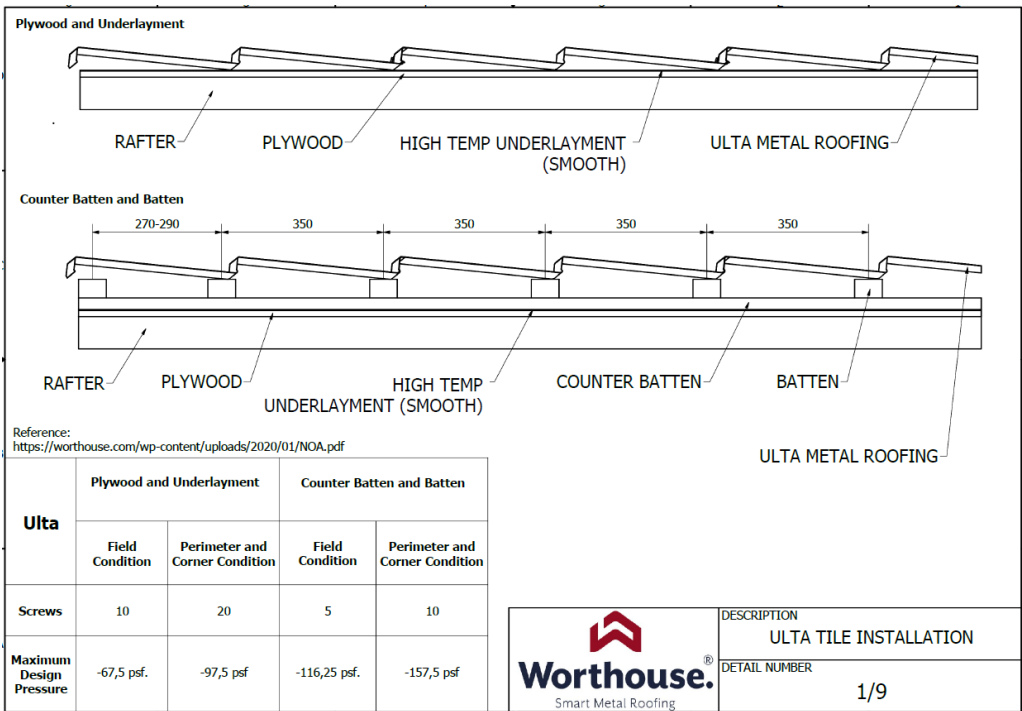 Plywood and Underlayment
RAFTER
PLYWOOD
HIGH TEMP UNDERLAYMENT
(SMOOTH)
ULTA METAL ROOFING
Counter Batten and Batten
270-290
350
350
350
350
RAFTER
PLYWOOD
HIGH TEMP
UNDERLAYMENT (SMOOTH)
COUNTER BATTEN
BATTEN
ULTA METAL ROOFING
Reference:
https://worthouse.com/wp-content/uploads/2020/01/NOA.pdf
Ulta
Plywood and Underlayment
Counter Batten and Batten
Field
Condition
Perimeter and
Corner Condition
Field
Condition
Perimeter and
Corner Condition
Screws
10
20
5
10
Maximum
Design
Pressure
-67,5 psf.
-97,5 psf
-116,25 psf.
-157,5 psf
Worthouse.®
Smart Metal Roofing
DESCRIPTION
ULTA TILE INSTALLATION
DETAIL NUMBER
1/9